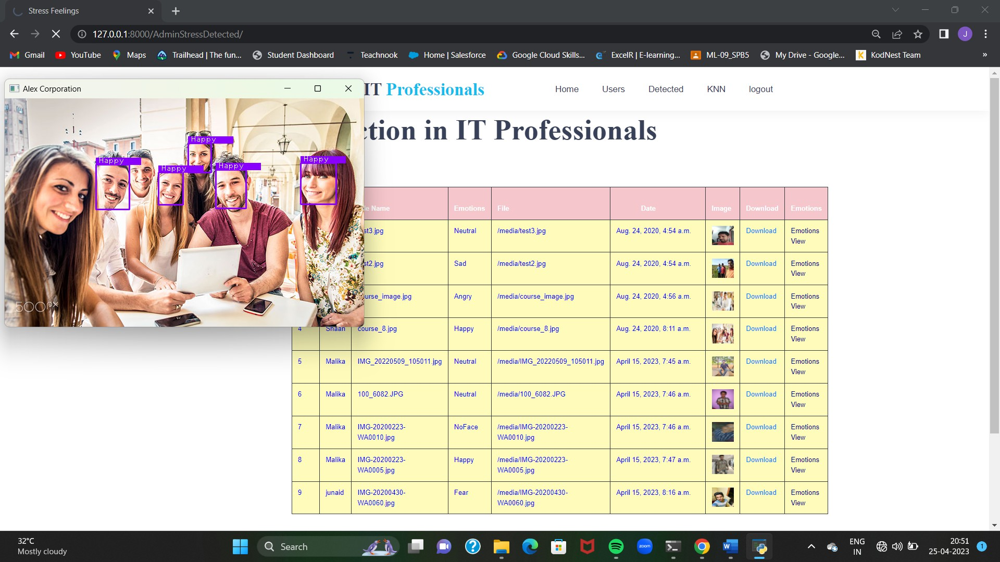 Stress Feelings
127.0.0.1:8000/AdminStressDetected/
J
Gmail
YouTube
Maps
Trailhead | The fun...
Student Dashboard
Teachnook
Home | Salesforce
Google Cloud Skills...
ExcelR | E-learning...
ML-09_SPB5
My Drive - Google...
KodNest Team
»
Alex Corporation
Happy
Happy
Happy
Happy
Happy
500px
IT Professionals
Home
Users
Detected
KNN
logout
ction in IT Professionals
le Name Emotions File Date Image Download Emotions
st3.jpg Neutral /media/test3.jpg Aug. 24, 2020, 4:54 a.m. Download Emotions
View
st2.jpg Sad /media/test2.jpg Aug. 24, 2020, 4:54 a.m. Download Emotions
View
urse_image.jpg Angry /media/course_image.jpg Aug. 24, 2020, 4:56 a.m. Download Emotions
View
4 Shaan course_8.jpg Happy /media/course_8.jpg Aug. 24, 2020, 8:11 a.m. Download Emotions
View
5 Malika IMG_20220509_105011.jpg Neutral /media/IMG_20220509_105011.jpg April 15, 2023, 7:45 a.m. Download Emotions
View
6 Malika 100_6082.JPG Neutral /media/100_6082.JPG April 15, 2023, 7:46 a.m. Download Emotions
View
7 Malika IMG-20200223- NoFace /media/IMG-20200223- April 15, 2023, 7:46 a.m. Download Emotions
WA0010.jpg WA0010.jpg View
8 Malika IMG-20200223- Happy /media/IMG-20200223- April 15, 2023, 7:47 a.m. Download Emotions
WA0005.jpg WA0005.jpg View
9 junaid IMG-20200430- Fear /media/IMG-20200430- April 15, 2023, 8:16 a.m. Download Emotions
WA0060.jpg WA0060.jpg View
32°C
Mostly cloudy
Search
zoom
ENG
IN
20:51
25-04-2023
1